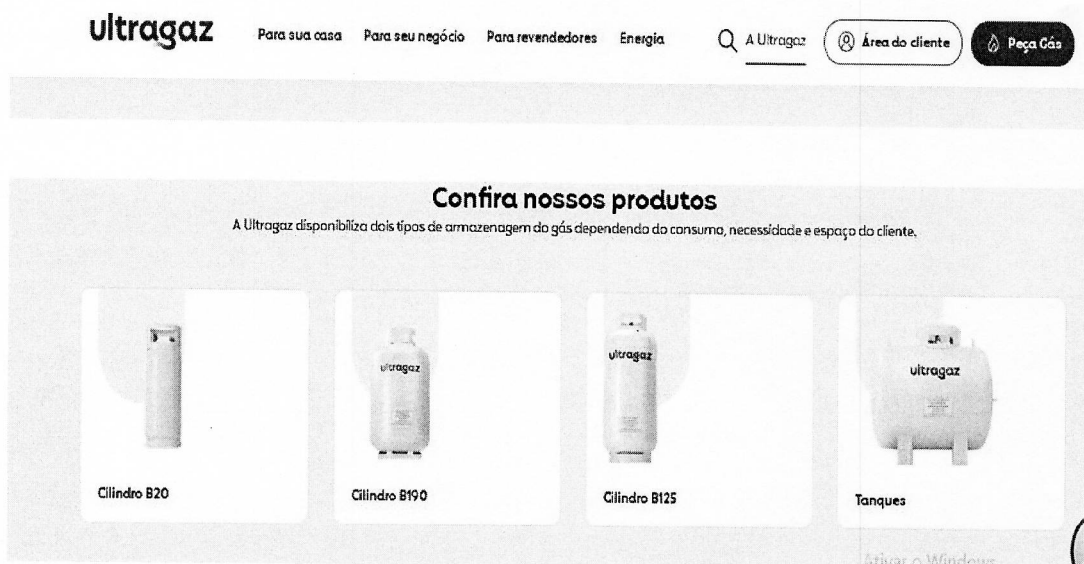 ultragaz
Para sua casa Para seu negócio Para revendedores Energia A Ultragaz Área do cliente Peça Gás
Confira nossos produtos
A Ultragaz disponibiliza dois tipos de armazenagem do gás dependendo do consumo, necessidade e espaço do cliente.
ultragaz
ultragaz
ultragaz
Cilindro B20
Cilindro B190
Cilindro B125
Tanques
Ativar o Windows